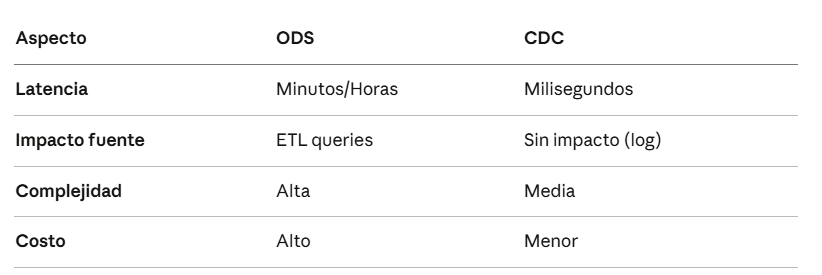 Aspecto ODS CDC
Latencia Minutos/Horas Milisegundos
Impacto fuente ETL queries Sin impacto (log)
Complejidad Alta Media
Costo Alto Menor